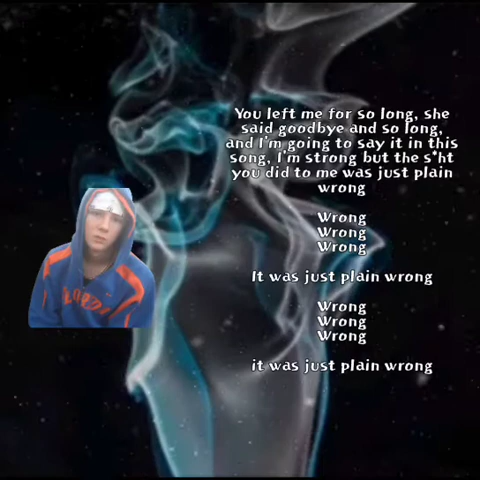 You left me for so long, she
said goodbye and so long,
and I'm going to say it in this
song, I'm strong but the s*ht
you did to me was just plain
wrong
Wrong
Wrong
Wrong
It was just plain wrong
Wrong
Wrong
Wrong
it was just plain wrong